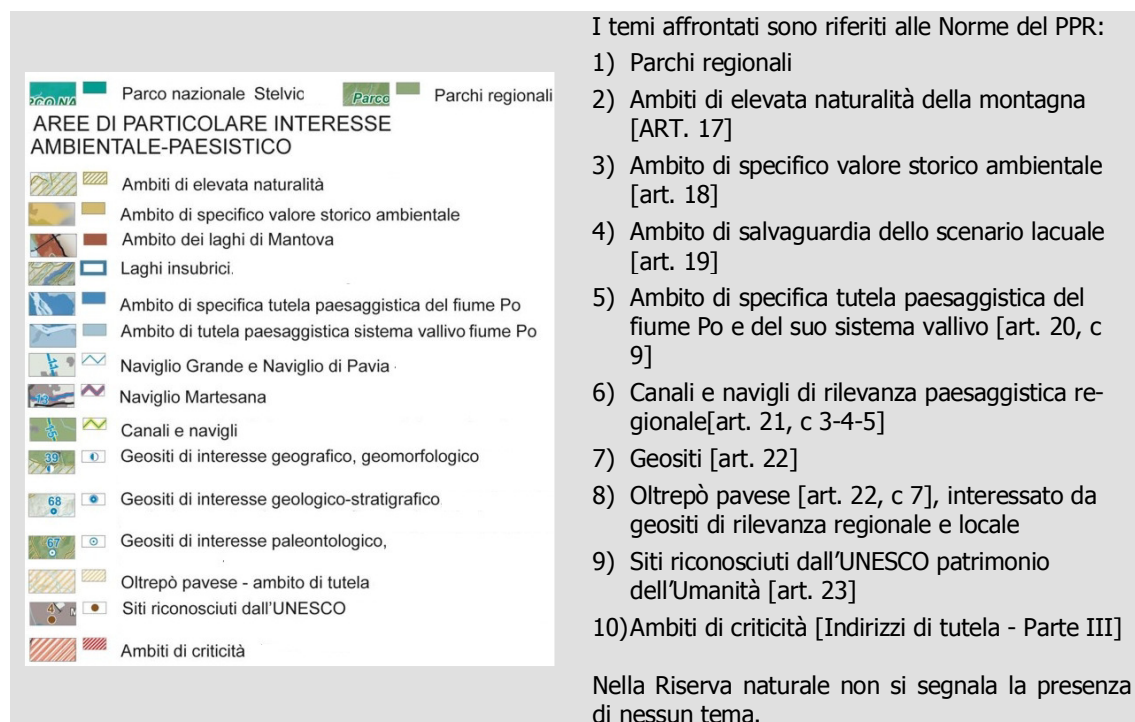 PCO NA Parco nazionale Stelvic Parco Parchi regionali
AREE DI PARTICOLARE INTERESSE
AMBIENTALE-PAESISTICO
Ambiti di elevata naturalità
Ambito di specifico valore storico ambientale
Ambito dei laghi di Mantova
Laghi insubrici.
Ambito di specifica tutela paesaggistica del fiume Po
Ambito di tutela paesaggistica sistema vallivo fiume Po
Naviglio Grande e Naviglio di Pavia
13 Naviglio Martesana
Canali e navigli
39 Geositi di interesse geografico, geomorfologico
68 Geositi di interesse geologico-stratigrafico
67 Geositi di interesse paleontologico,
Oltrepò pavese - ambito di tutela
4 M Siti riconosciuti dall'UNESCO
Ambiti di criticità
I temi affrontati sono riferiti alle Norme del PPR:
1) Parchi regionali
2) Ambiti di elevata naturalità della montagna
[ART. 17]
3) Ambito di specifico valore storico ambientale
[art. 18]
4) Ambito di salvaguardia dello scenario lacuale
[art. 19]
5) Ambito di specifica tutela paesaggistica del
fiume Po e del suo sistema vallivo [art. 20, c
9]
6) Canali e navigli di rilevanza paesaggistica re-
gionale[art. 21, c 3-4-5]
7) Geositi [art. 22]
8) Oltrepò pavese [art. 22, c 7], interessato da
geositi di rilevanza regionale e locale
9) Siti riconosciuti dall'UNESCO patrimonio
dell'Umanità [art. 23]
10)Ambiti di criticità [Indirizzi di tutela - Parte III]
Nella Riserva naturale non si segnala la presenza
di nessun tema.